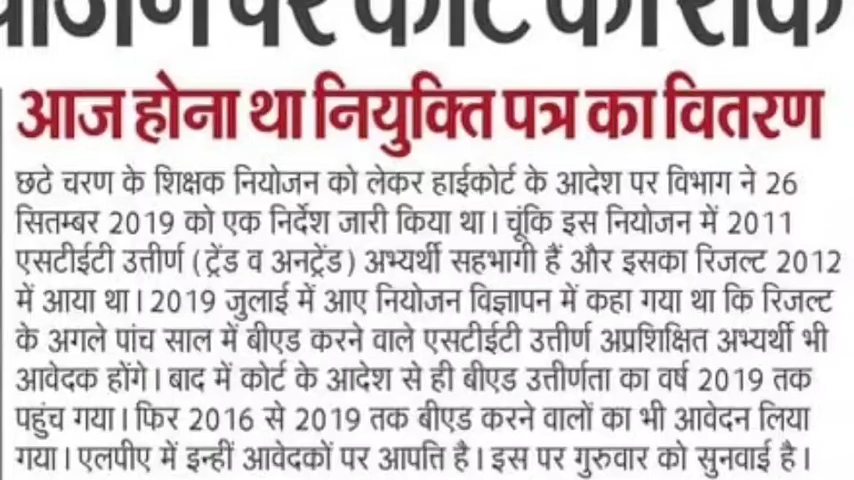 पर कोर्ट की रोक
आज होना था नियुक्ति पत्र का वितरण
छठे चरण के शिक्षक नियोजन को लेकर हाईकोर्ट के आदेश पर विभाग ने 26
सितम्बर 2019 को एक निर्देश जारी किया था। चूंकि इस नियोजन में 2011
एसटीईटी उत्तीर्ण (ट्रेंड व अनट्रेंड) अभ्यर्थी सहभागी हैं और इसका रिजल्ट 2012
में आया था। 2019 जुलाई में आए नियोजन विज्ञापन में कहा गया था कि रिजल्ट
के अगले पांच साल में बीएड करने वाले एसटीईटी उत्तीर्ण अप्रशिक्षित अभ्यर्थी भी
आवेदक होंगे। बाद में कोर्ट के आदेश से ही बीएड उत्तीर्णता का वर्ष 2019 तक
पहुंच गया। फिर 2016 से 2019 तक बीएड करने वालों का भी आवेदन लिया
गया। एलपीए में इन्हीं आवेदकों पर आपत्ति है। इस पर गुरुवार को सुनवाई है।